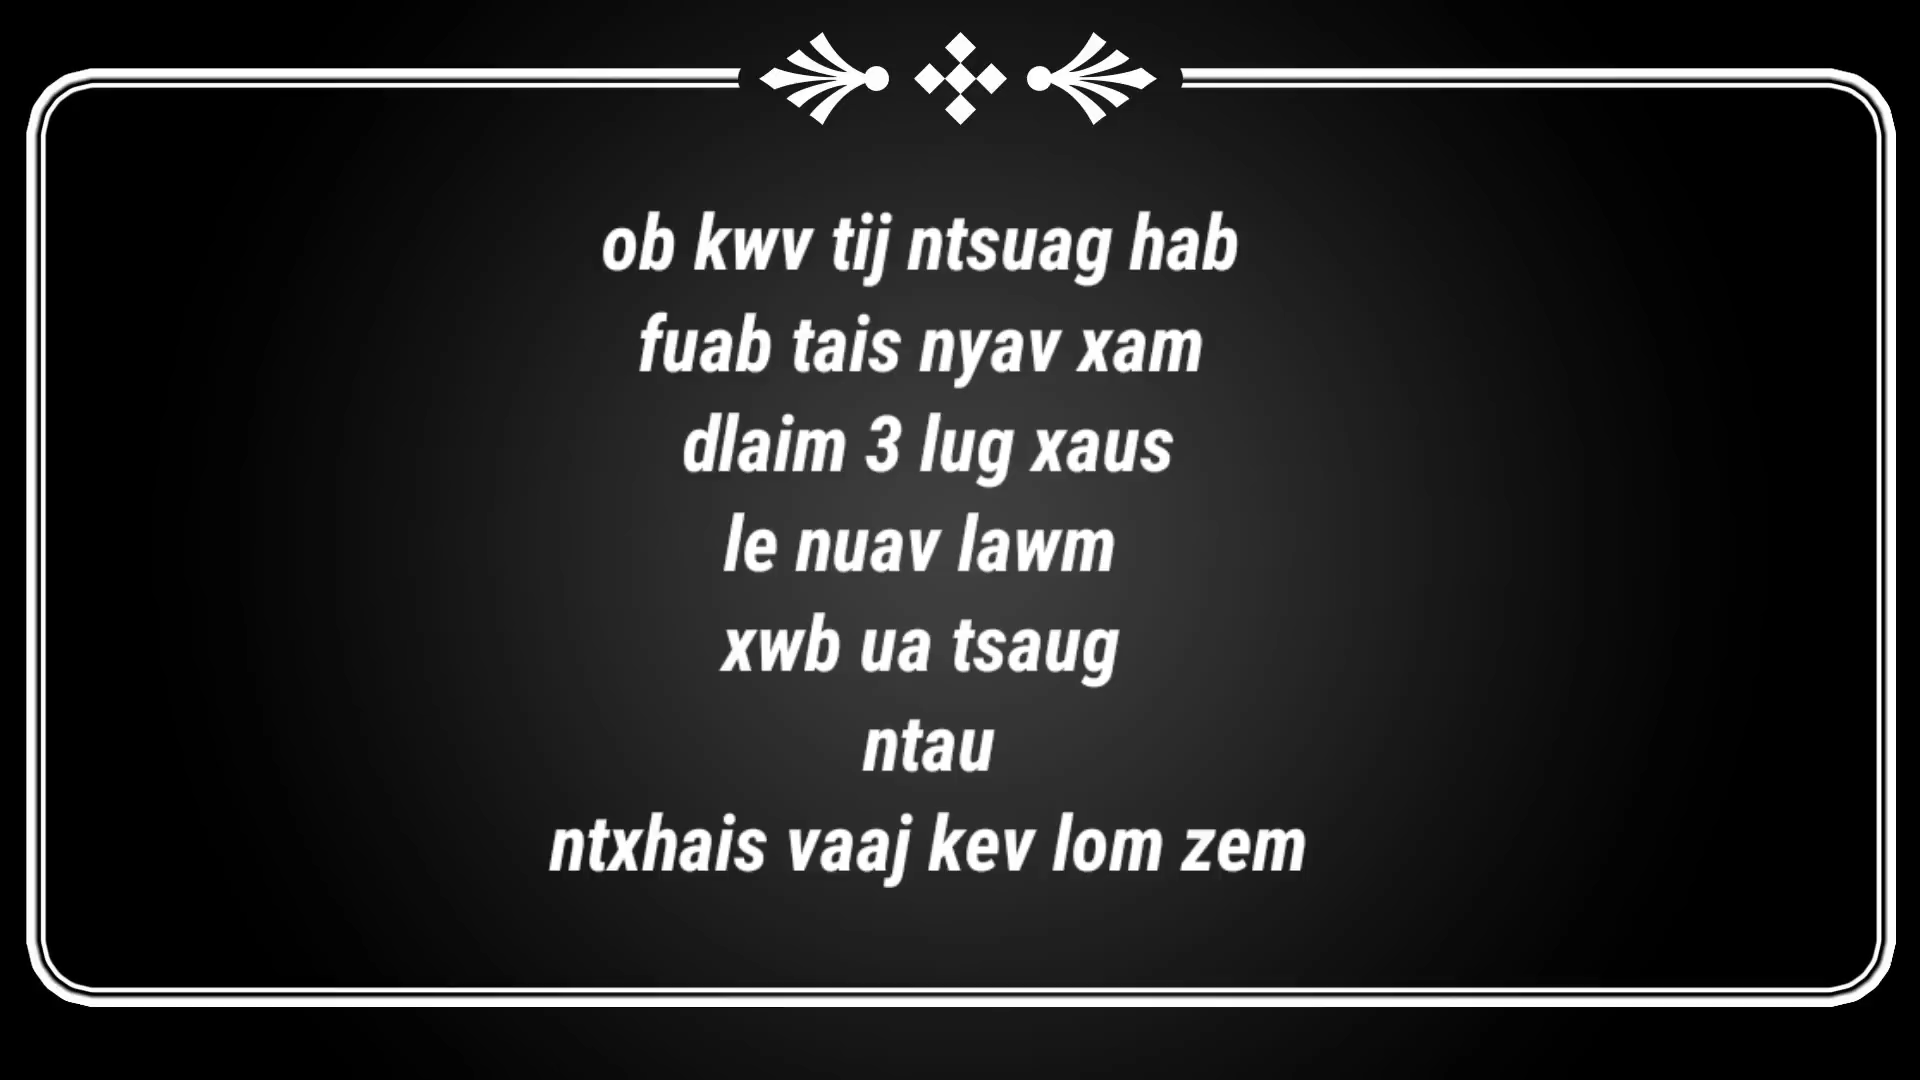 ob kwv tij ntsuag hab
fuab tais nyav xam
dlaim 3 lug xaus
le nuav lawm
xwb ua tsaug
ntau
ntxhais vaaj kev lom zem